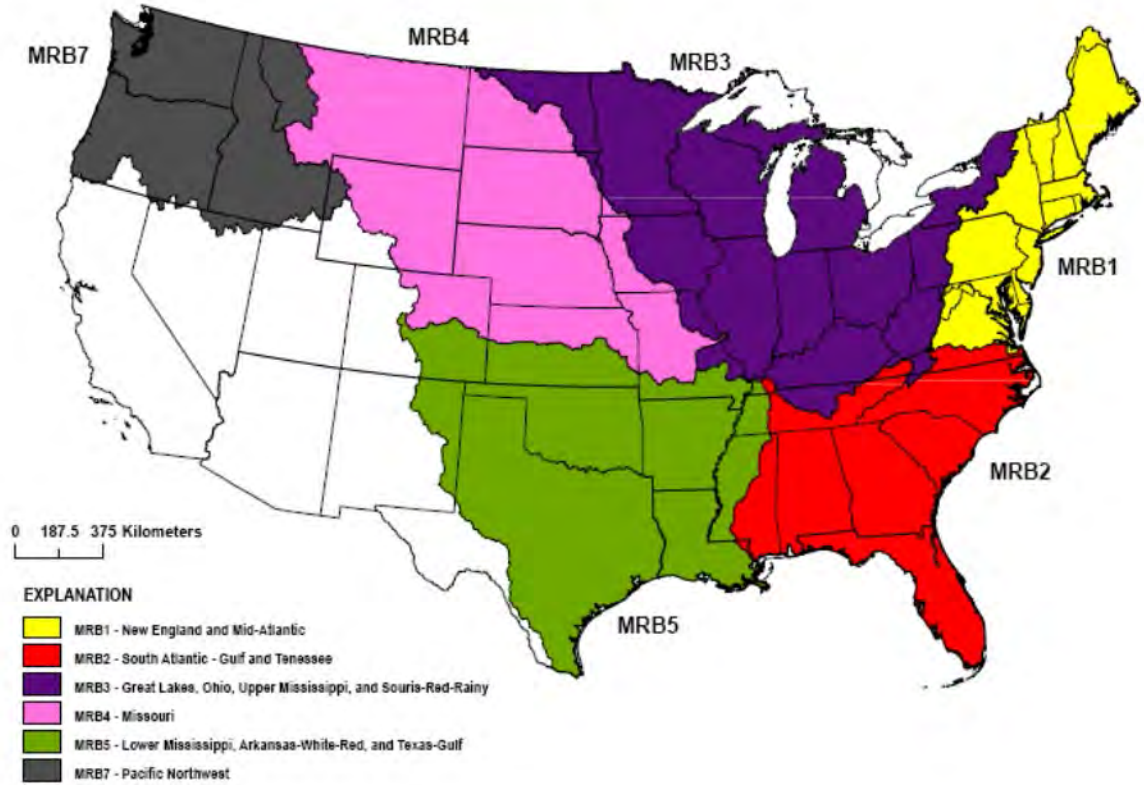 MRB7
MRB4
MRB3
MRB1
MRB2
MRB5
0 187.5 375 Kilometers
EXPLANATION
MRB1 - New England and Mid-Atlantic
MRB2 - South Atlantic - Gulf and Tenessee
MRB3 - Great Lakes, Ohio, Upper Mississippi, and Souris-Red-Rainy
MRB4 - Missouri
MRB5 - Lower Mississippi, Arkansas-White-Red, and Texas-Gulf
MRB7 - Pacific Northwest